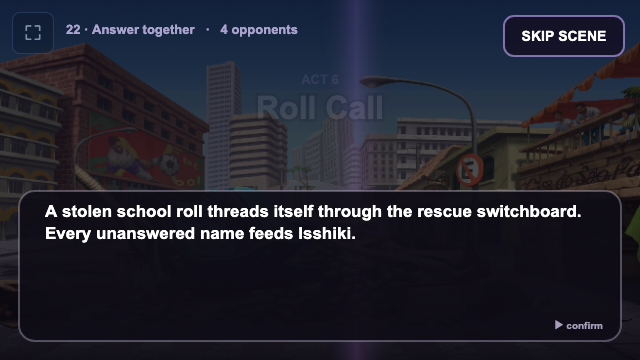 22 · Answer together · 4 opponents
SKIP SCENE
ACT 6
Roll Call
A stolen school roll threads itself through the rescue switchboard.
Every unanswered name feeds Isshiki.
confirm